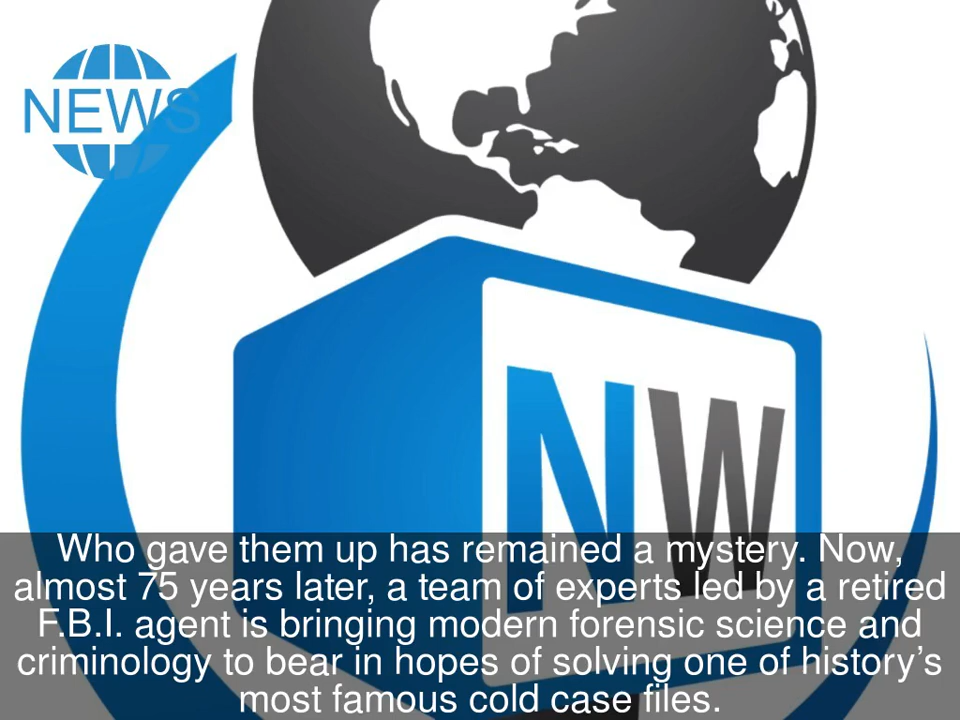 NEWS
NW
Who gave them up has remained a mystery. Now,
almost 75 years later, a team of experts led by a retired
F.B.I. agent is bringing modern forensic science and
criminology to bear in hopes of solving one of history’s
most famous cold case files.